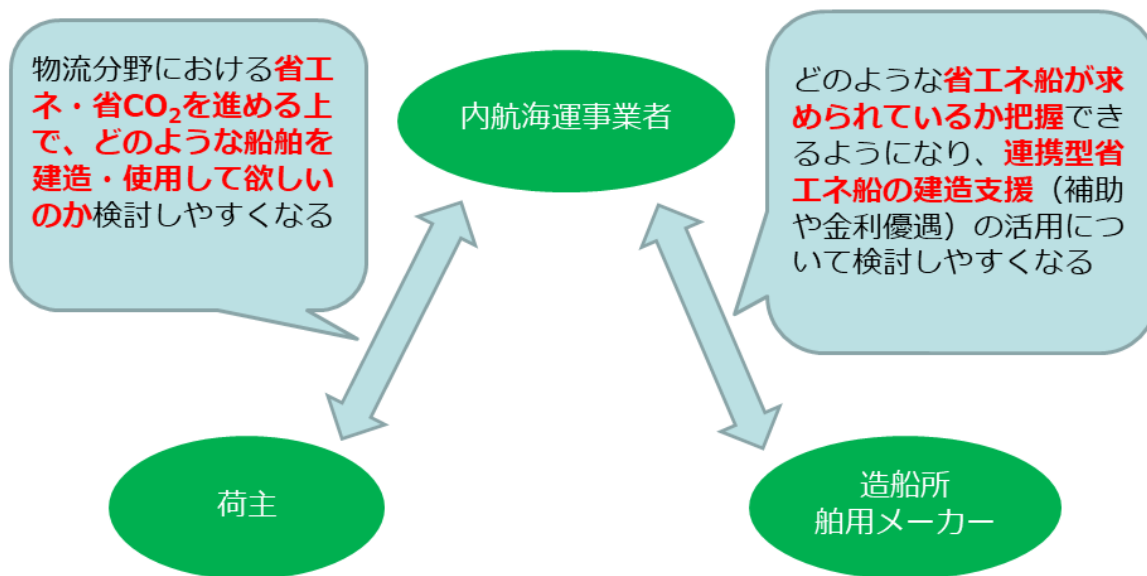 物流分野における省エ
ネ・省CO₂を進める上
で、どのような船舶を
建造・使用して欲しい
のか検討しやすくなる
内航海運事業者
どのような省エネ船が求
められているか把握でき
るようになり、連携型省
エネ船の建造支援（補助
や金利優遇）の活用につ
いて検討しやすくなる
荷主
造船所
舶用メーカー